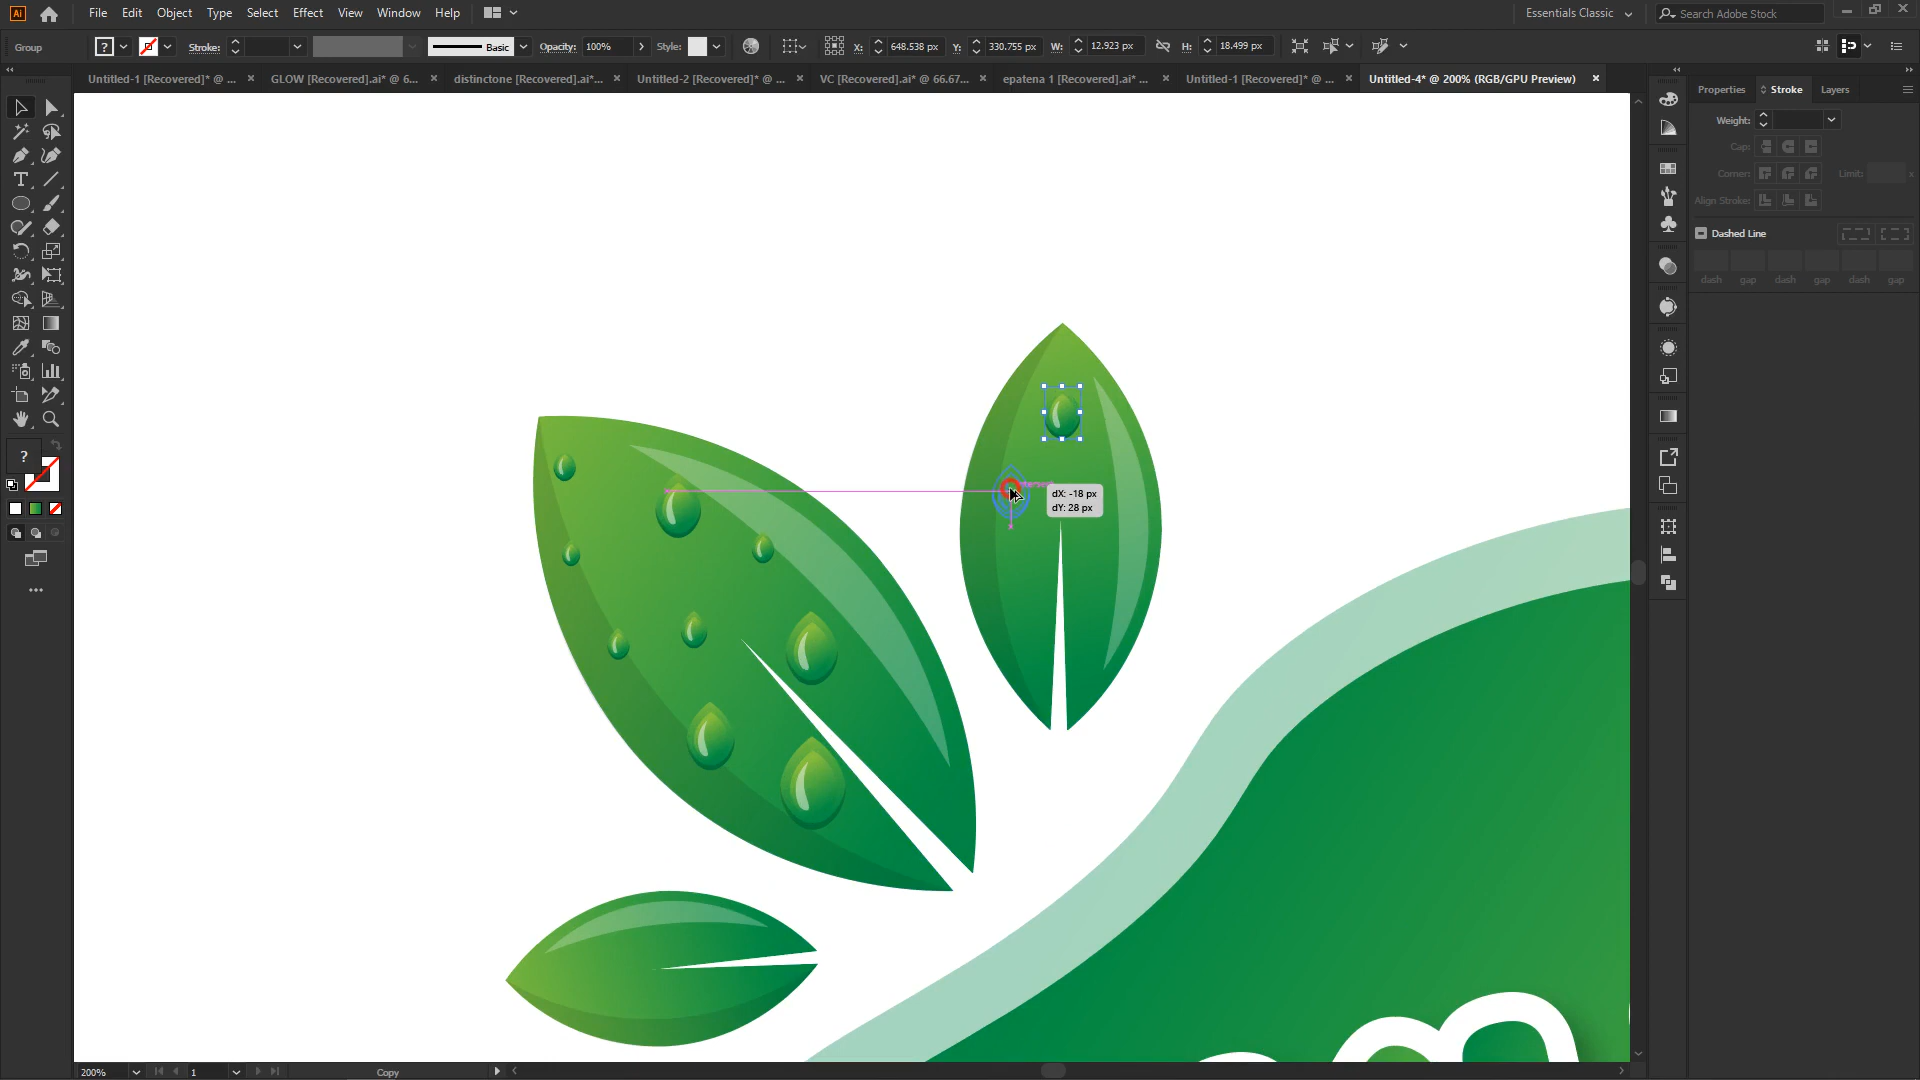 Ai File Edit Object Type Select Effect View Window Help Essentials Classic Search Adobe Stock
Group ? Stroke: Basic Opacity: 100% Style: X: 648.538 px Y: 330.755 px W: 12.923 px H: 18.499 px
Untitled-1 [Recovered]* @ ... GLOW [Recovered].ai* @ 6... distinctone [Recovered].ai*... Untitled-2 [Recovered]* @ ... VC [Recovered].ai* @ 66.67... epatena 1 [Recovered].ai* ... Untitled-1 [Recovered]* @ ... Untitled-4* @ 200% (RGB/GPU Preview)
Properties Stroke Layers
Weight:
Cap:
Corner: Limit: x
Align Stroke:
Dashed Line
dash gap dash gap dash gap
dX: -18 px
dY: 28 px
?
200% 1 Copy